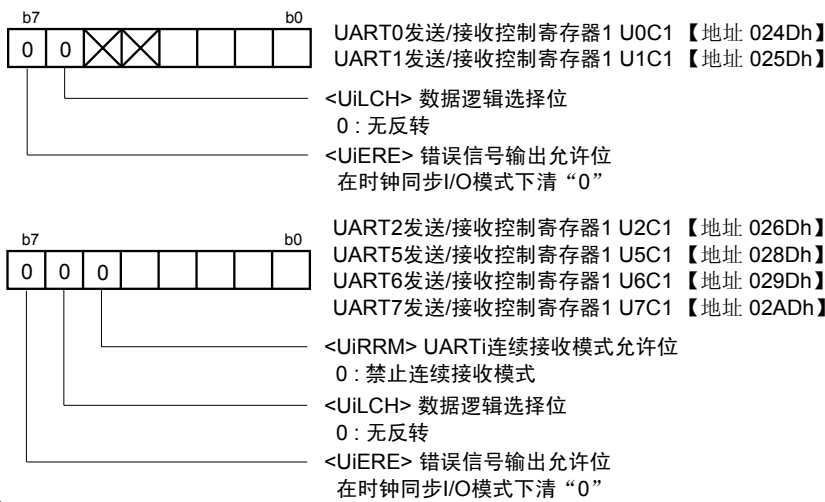 b7 b0
0 0
UART0发送/接收控制寄存器1 U0C1 【地址 024Dh】
UART1发送/接收控制寄存器1 U1C1 【地址 025Dh】
<UiLCH> 数据逻辑选择位
0 : 无反转
<UiERE> 错误信号输出允许位
在时钟同步I/O模式下清“0”
b7 b0
0 0 0
UART2发送/接收控制寄存器1 U2C1 【地址 026Dh】
UART5发送/接收控制寄存器1 U5C1 【地址 028Dh】
UART6发送/接收控制寄存器1 U6C1 【地址 029Dh】
UART7发送/接收控制寄存器1 U7C1 【地址 02ADh】
<UiRRM> UARTi连续接收模式允许位
0 : 禁止连续接收模式
<UiLCH> 数据逻辑选择位
0 : 无反转
<UiERE> 错误信号输出允许位
在时钟同步I/O模式下清“0”